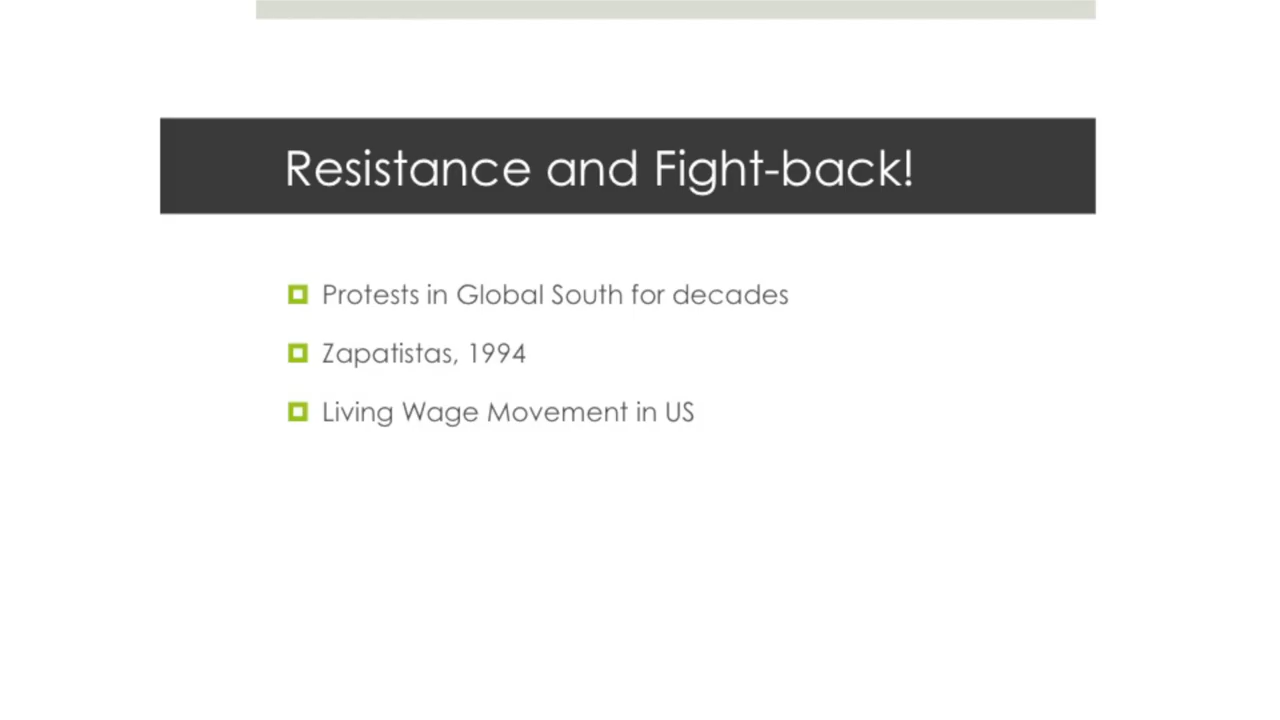 Resistance and Fight-back!
Protests in Global South for decades
Zapatistas, 1994
Living Wage Movement in US